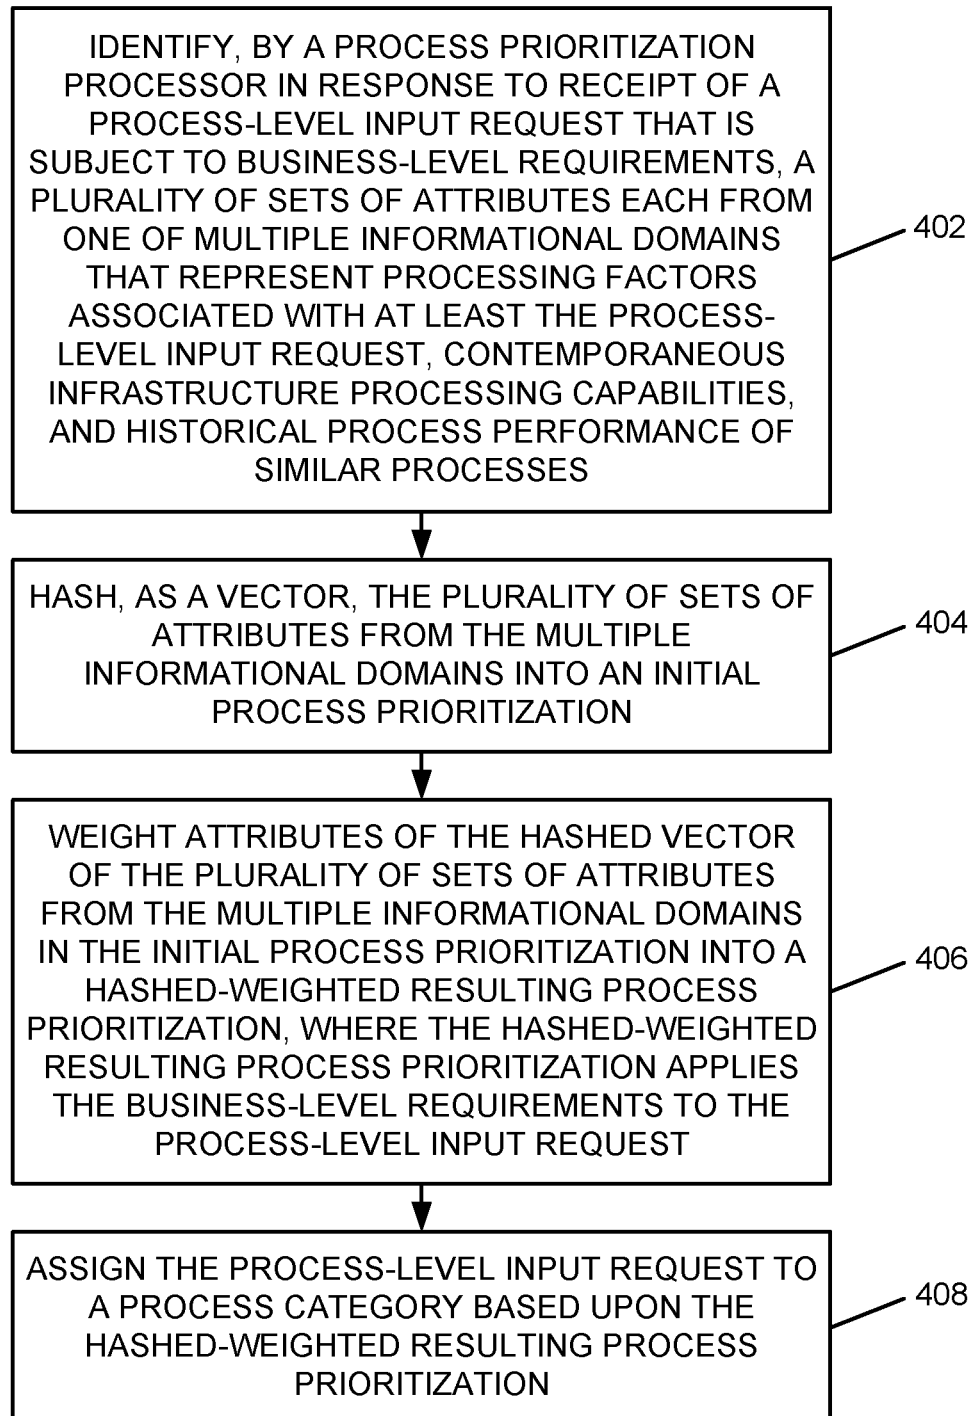 IDENTIFY, BY A PROCESS PRIORITIZATION
PROCESSOR IN RESPONSE TO RECEIPT OF A
PROCESS-LEVEL INPUT REQUEST THAT IS
SUBJECT TO BUSINESS-LEVEL REQUIREMENTS, A
PLURALITY OF SETS OF ATTRIBUTES EACH FROM
ONE OF MULTIPLE INFORMATIONAL DOMAINS
THAT REPRESENT PROCESSING FACTORS
ASSOCIATED WITH AT LEAST THE PROCESS-
LEVEL INPUT REQUEST, CONTEMPORANEOUS
INFRASTRUCTURE PROCESSING CAPABILITIES,
AND HISTORICAL PROCESS PERFORMANCE OF
SIMILAR PROCESSES
402
HASH, AS A VECTOR, THE PLURALITY OF SETS OF
ATTRIBUTES FROM THE MULTIPLE
INFORMATIONAL DOMAINS INTO AN INITIAL
PROCESS PRIORITIZATION
404
WEIGHT ATTRIBUTES OF THE HASHED VECTOR
OF THE PLURALITY OF SETS OF ATTRIBUTES
FROM THE MULTIPLE INFORMATIONAL DOMAINS
IN THE INITIAL PROCESS PRIORITIZATION INTO A
HASHED-WEIGHTED RESULTING PROCESS
PRIORITIZATION, WHERE THE HASHED-WEIGHTED
RESULTING PROCESS PRIORITIZATION APPLIES
THE BUSINESS-LEVEL REQUIREMENTS TO THE
PROCESS-LEVEL INPUT REQUEST
406
ASSIGN THE PROCESS-LEVEL INPUT REQUEST TO
A PROCESS CATEGORY BASED UPON THE
HASHED-WEIGHTED RESULTING PROCESS
PRIORITIZATION
408